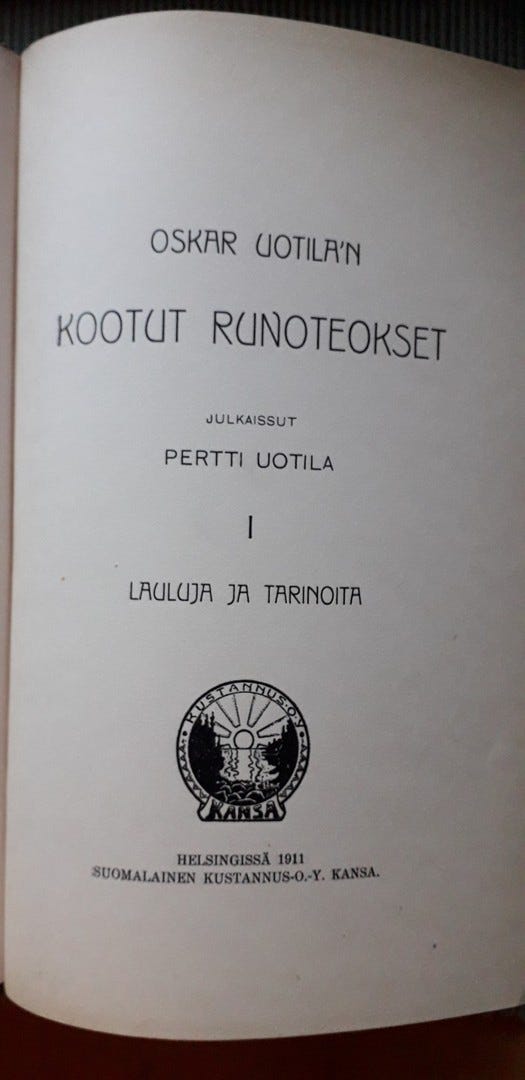 OSKAR UOTILA'N
KOOTUT RUNOTEOKSET
JULKAISSUT
PERTTI UOTILA
I
LAULUJA JA TARINOITA
KUSTANNUS-O.Y.
KANSA
HELSINGISSÄ 1911
SUOMALAINEN KUSTANNUS-O.-Y. KANSA.